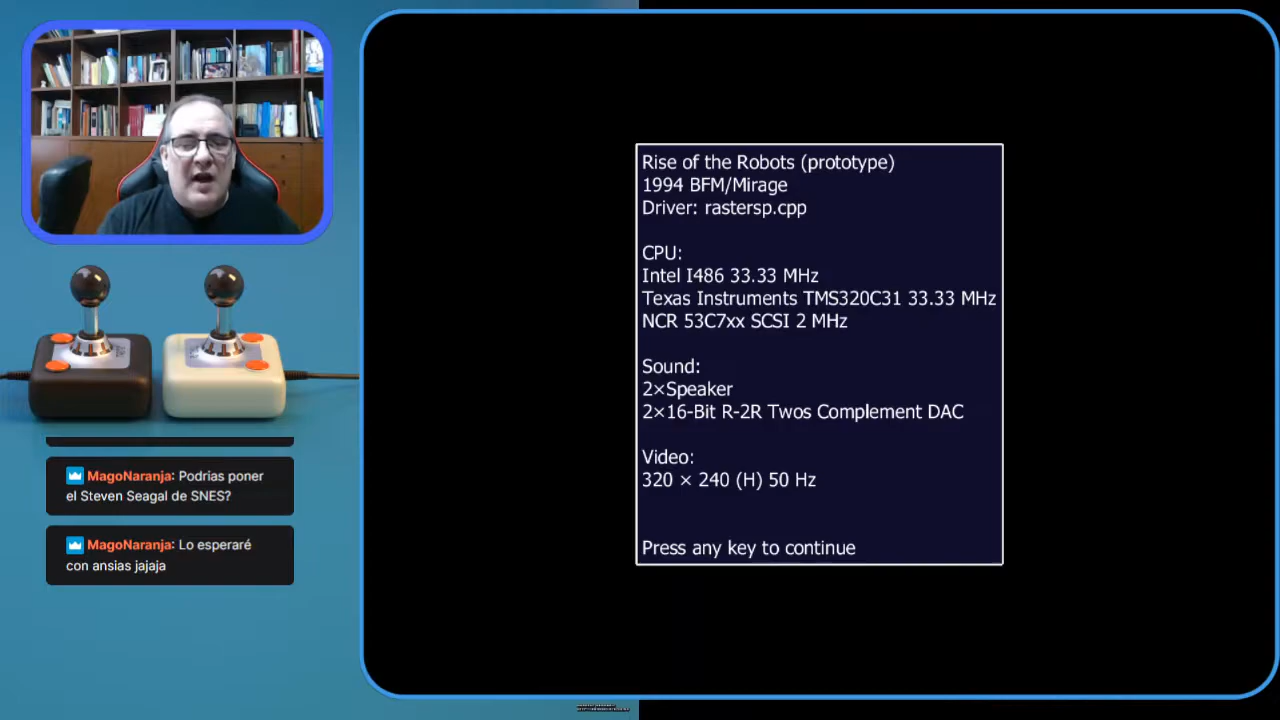 Rise of the Robots (prototype)
1994 BFM/Mirage
Driver: rastersp.cpp
CPU:
Intel I486 33.33 MHz
Texas Instruments TMS320C31 33.33 MHz
NCR 53C7xx SCSI 2 MHz
Sound:
2×Speaker
2×16-Bit R-2R Twos Complement DAC
Video:
320 × 240 (H) 50 Hz
Press any key to continue
MagoNaranja: Podrias poner
el Steven Seagal de SNES?
MagoNaranja: Lo esperaré
con ansias jajaja